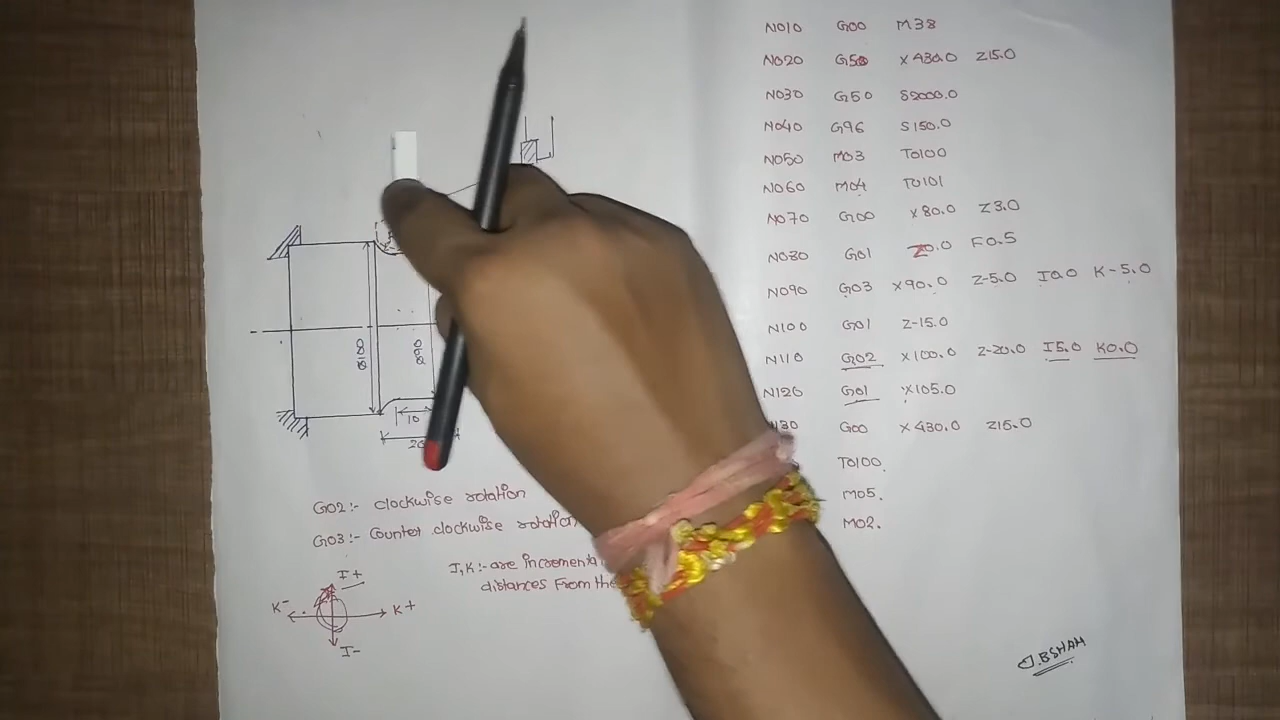 N010 G00 M38
N020 G50 X430.0 Z15.0
N030 G50 S2000.0
N040 G96 S150.0
N050 M03 T0100
N060 M04 T0101
N070 G00 X80.0 Z3.0
N080 G01 Z0.0 F0.5
N090 G03 X90.0 Z-5.0 I0.0 K-5.0
N100 G01 Z-15.0
N110 G02 X100.0 Z-20.0 I5.0 K0.0
N120 G01 X105.0
N130 G00 X430.0 Z15.0
T0100.
M05.
M02.
10
G02:- clockwise rotation
G03:- Counter clockwise rotation
I,K:- are
distances From the
I+
K- K+
I-
J.BSHAM